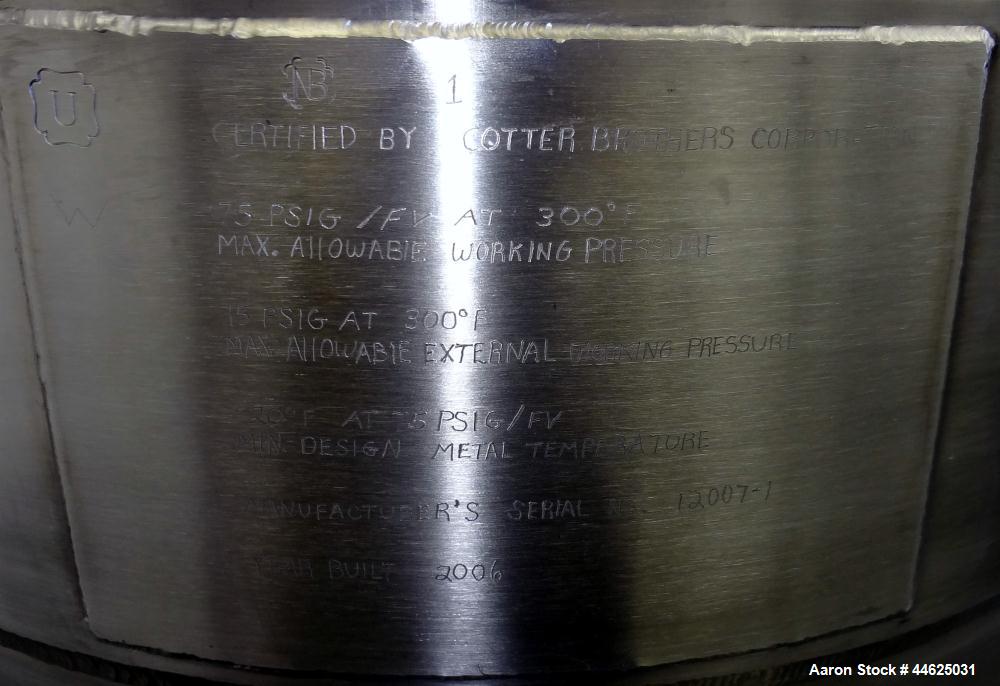 U NB 1
CERTIFIED BY COTTER BROTHERS CORPORATION
W
75 PSIG /FV AT 300°F
MAX. AllOWABlE WORKING PRESSURE
15 PSIG AT 300°F
MAX. AllOWABlE EXTERNAL WORKING PRESSURE
-20°F AT 75 PSIG/FV
MIN. DESIGN METAL TEMPERATURE
MANUFACTURER'S SERIAL NO. 12007-1
YEAR BUILT 2006
Aaron Stock # 44625031